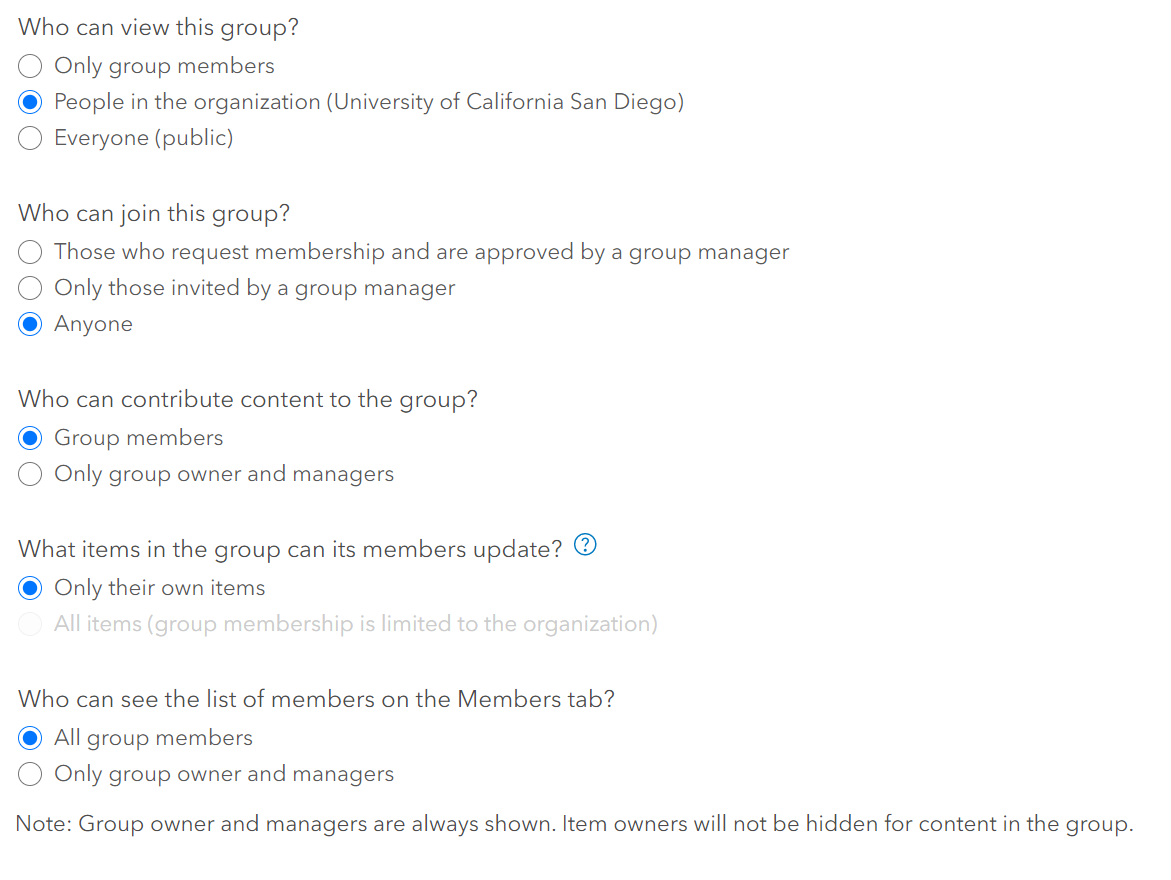 Who can view this group?
Only group members
People in the organization (University of California San Diego)
Everyone (public)
Who can join this group?
Those who request membership and are approved by a group manager
Only those invited by a group manager
Anyone
Who can contribute content to the group?
Group members
Only group owner and managers
What items in the group can its members update? ?
Only their own items
All items (group membership is limited to the organization)
Who can see the list of members on the Members tab?
All group members
Only group owner and managers
Note: Group owner and managers are always shown. Item owners will not be hidden for content in the group.